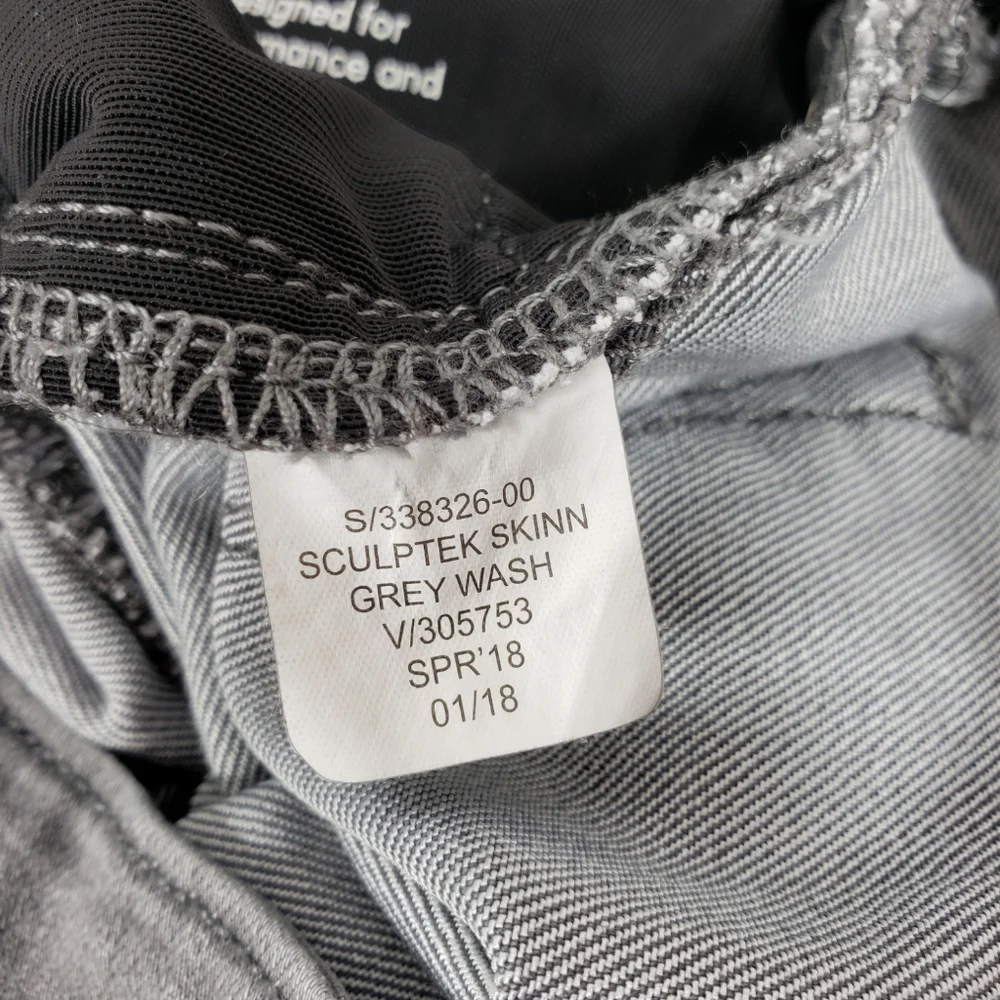 signed for
mance and
S/338326-00
SCULPTEK SKINN
GREY WASH
V/305753
SPR'18
01/18